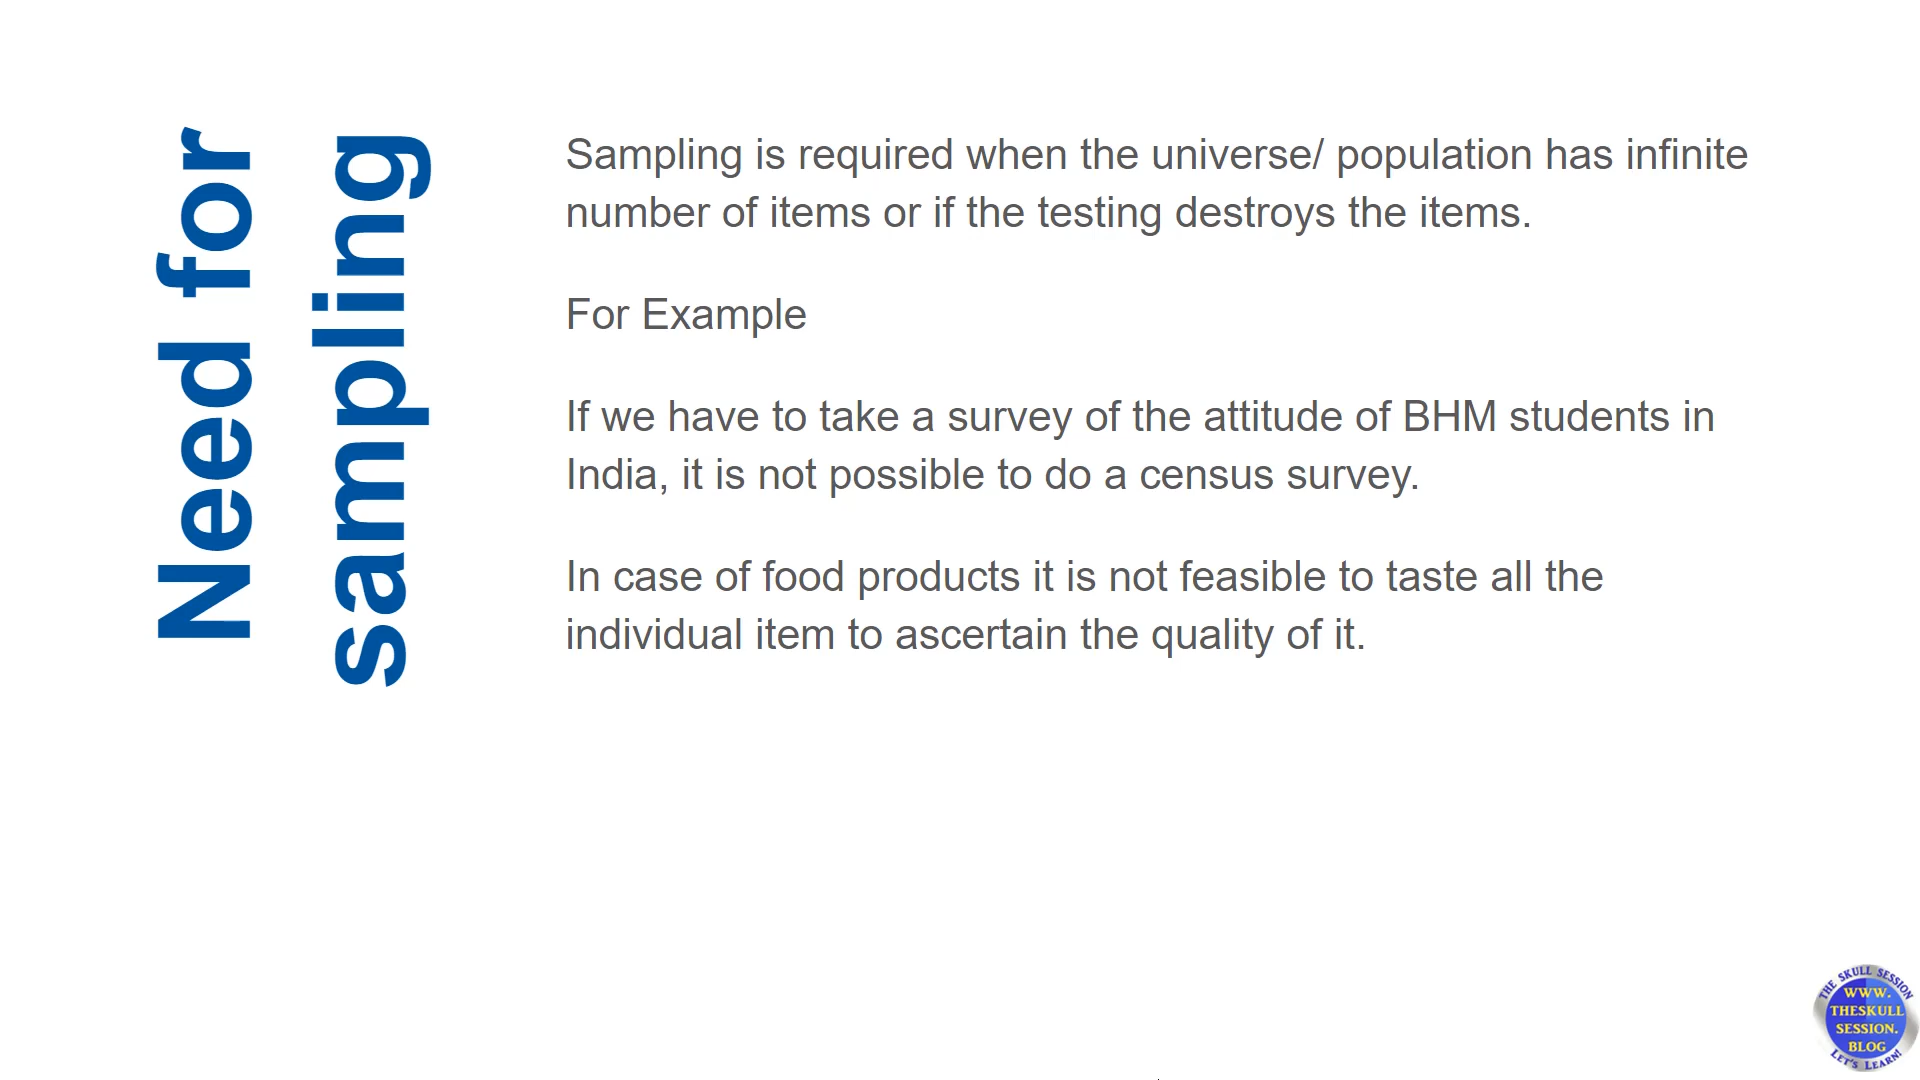 Need for
sampling
Sampling is required when the universe/ population has infinite
number of items or if the testing destroys the items.
For Example
If we have to take a survey of the attitude of BHM students in
India, it is not possible to do a census survey.
In case of food products it is not feasible to taste all the
individual item to ascertain the quality of it.
THE SKULL SESSION
WWW.
THESKULL
SESSION.
BLOG
LET'S LEARN!